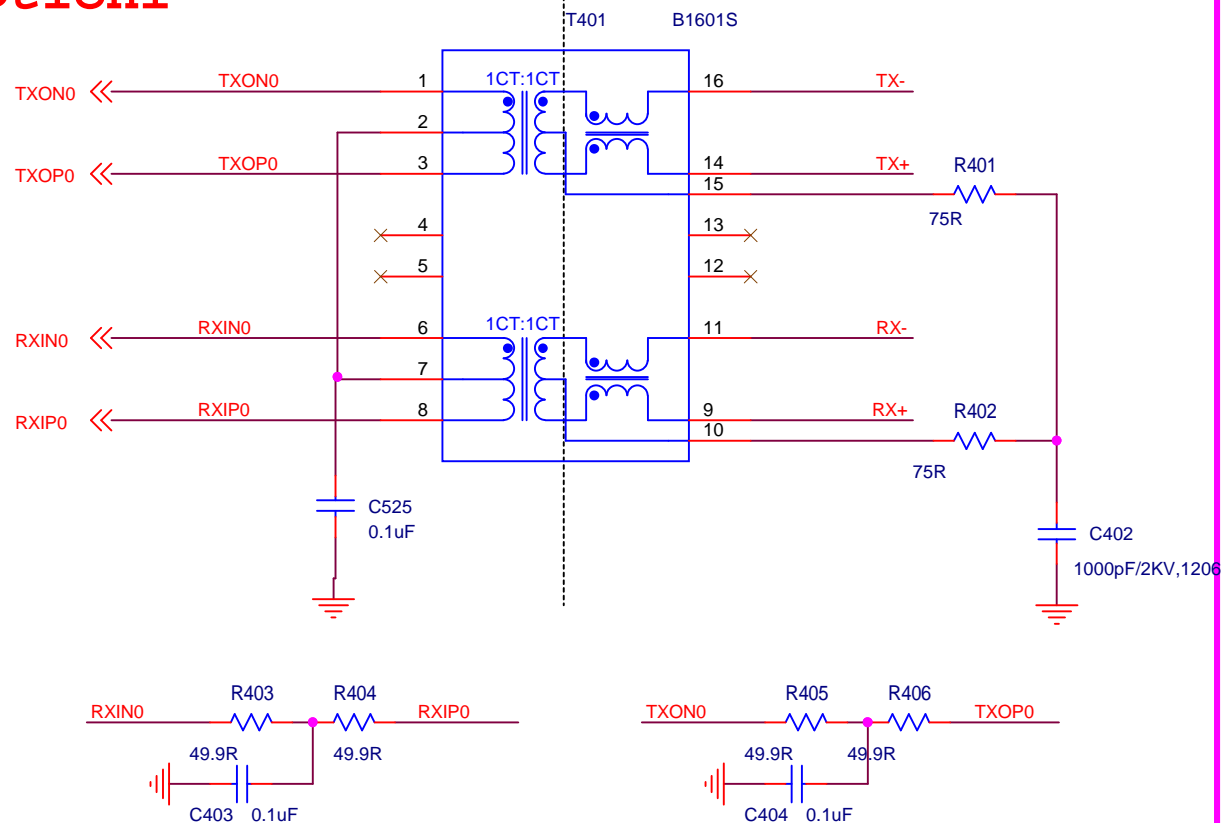 T401 B1601S
TXON0 TXON0 1 1CT:1CT 16 TX-
2
TXOP0 TXOP0 3 14 TX+ R401
15
75R
4 13
5 12
RXIN0 RXIN0 6 1CT:1CT 11 RX-
7
RXIP0 RXIP0 8 9 RX+ R402
10
75R
C525
0.1uF
C402
1000pF/2KV,1206
R403 R404 R405 R406
RXIN0 RXIP0 TXON0 TXOP0
49.9R 49.9R 49.9R 49.9R
C403 0.1uF C404 0.1uF